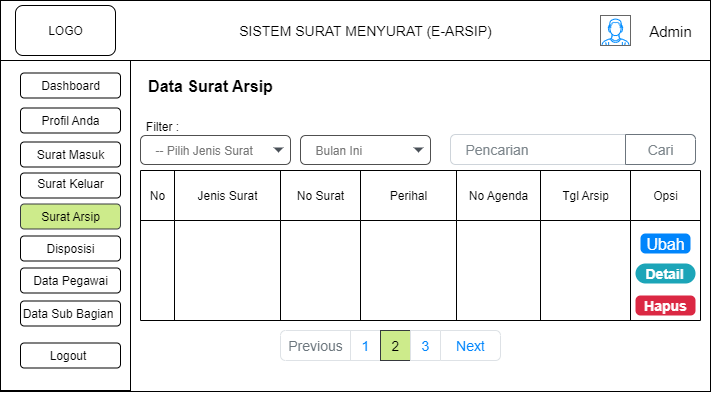 LOGO
SISTEM SURAT MENYURAT (E-ARSIP)
Admin
Dashboard
Profil Anda
Surat Masuk
Surat Keluar
Surat Arsip
Disposisi
Data Pegawai
Data Sub Bagian
Logout
Data Surat Arsip
Filter :
-- Pilih Jenis Surat
Bulan Ini
Pencarian
Cari
No Jenis Surat No Surat Perihal No Agenda Tgl Arsip Opsi
Ubah
Detail
Hapus
Previous 1 2 3 Next